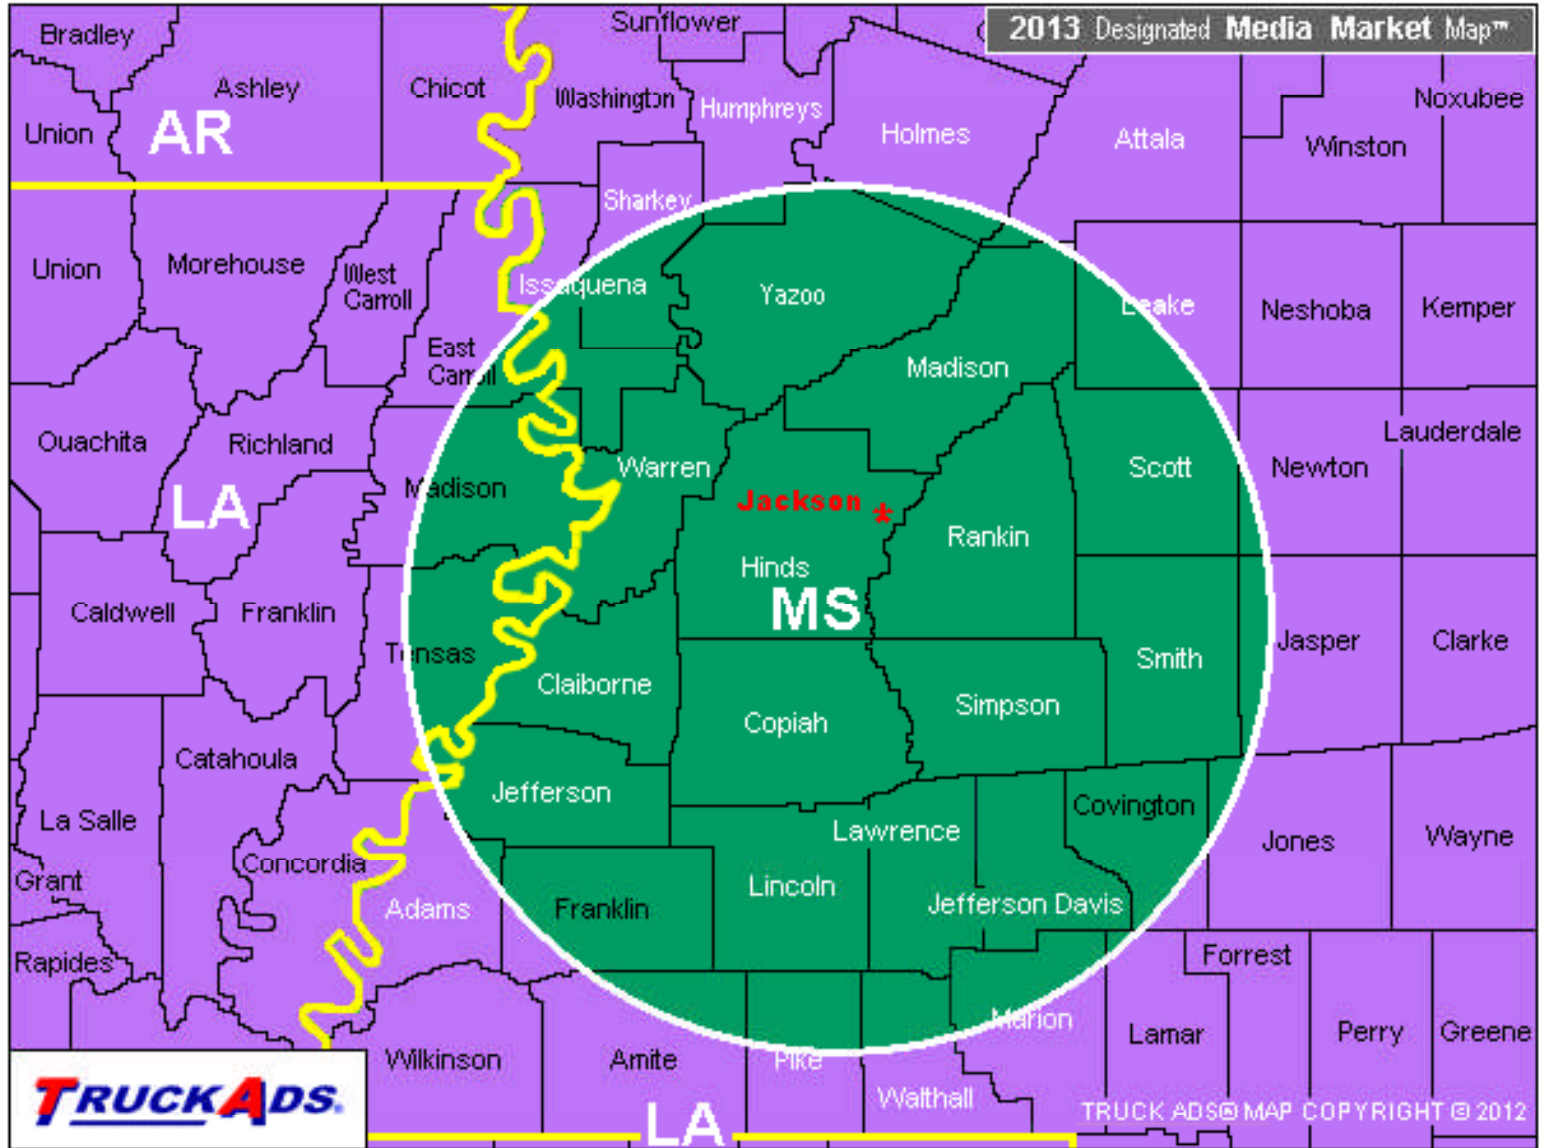 2013 Designated Media Market Map™
Bradley
Sunflower
Ashley
Chicot
Washington
Humphreys
Holmes
Attala
Noxubee
Union
AR
Winston
Sharkey
Union
Morehouse
West
Carroll
Issaquena
Yazoo
Leake
Neshoba
Kemper
East
Carroll
Madison
Ouachita
Richland
Warren
Scott
Newton
Lauderdale
Madison
LA
Jackson *
Rankin
Hinds
MS
Caldwell
Franklin
Tensas
Claiborne
Copiah
Simpson
Smith
Jasper
Clarke
Catahoula
Jefferson
La Salle
Lawrence
Covington
Jones
Wayne
Grant
Concordia
Adams
Franklin
Lincoln
Jefferson Davis
Rapides
Forrest
Marion
Lamar
Perry
Greene
Wilkinson
Amite
Pike
Walthall
TRUCKADS.
LA
TRUCK ADS® MAP COPYRIGHT © 2012